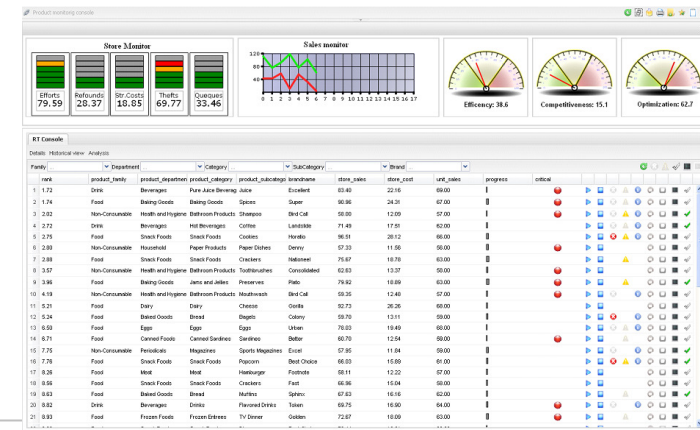 Product monitoring console
Store Monitor
Efforts Refounds Str.Costs Thefts Queques
79.59 28.37 18.85 69.77 33.46
Sales monitor
120
80
40
0 1 2 3 4 5 6 7 8 9 10 11 12 13 14 15 16 17
Efficency: 38.6
Competitiveness: 15.1
Optimization: 62.7
RT Console
Details Historical view Analysis
Family ... Department ... Category ... SubCategory ... Brand ...
rank product_family product_departmen product_category product_subcatego brandname store_sales store_cost unit_sales progress critical
1 1.72 Drink Beverages Pure Juice Beverag Juice Excellent 83.40 22.16 69.00
2 1.74 Food Baking Goods Baking Goods Spices Super 90.96 24.31 67.00
3 2.02 Non-Consumable Health and Hygiene Bathroom Products Shampoo Bird Call 58.00 12.09 57.00
4 2.72 Drink Beverages Hot Beverages Coffee Landslide 71.49 17.51 62.00
5 2.75 Food Snack Foods Snack Foods Cookies Horatio 96.51 28.12 66.00
6 2.80 Non-Consumable Household Paper Products Paper Dishes Denny 57.33 11.56 56.00
7 2.88 Food Snack Foods Snack Foods Crackers Nationeel 75.67 18.78 63.00
8 3.57 Non-Consumable Health and Hygiene Bathroom Products Toothbrushes Consolidated 62.83 13.37 58.00
9 3.96 Food Baking Goods Jams and Jellies Preserves Plato 79.92 18.89 63.00
10 4.19 Non-Consumable Health and Hygiene Bathroom Products Mouthwash Bird Call 59.35 12.48 57.00
11 5.21 Food Dairy Dairy Cheese Gorilla 92.73 26.26 68.00
12 5.24 Food Baked Goods Bread Bagels Colony 59.70 13.11 59.00
13 6.50 Food Eggs Eggs Eggs Urban 78.03 19.49 68.00
14 6.71 Food Canned Foods Canned Sardines Sardines Better 60.70 12.54 59.00
15 7.75 Non-Consumable Periodicals Magazines Sports Magazines Excel 57.95 11.84 59.00
16 7.76 Food Snack Foods Snack Foods Popcorn Best Choice 66.03 15.89 61.00
17 8.26 Food Meat Meat Hamburger Footnote 58.11 12.22 57.00
18 8.56 Food Snack Foods Snack Foods Crackers Fast 66.96 15.04 58.00
19 8.63 Food Baked Goods Bread Muffins Sphinx 67.63 16.16 62.00
20 8.82 Drink Beverages Drinks Flavored Drinks Token 69.75 16.90 64.00
21 8.93 Food Frozen Foods Frozen Entrees TV Dinner Golden 72.67 18.09 63.00